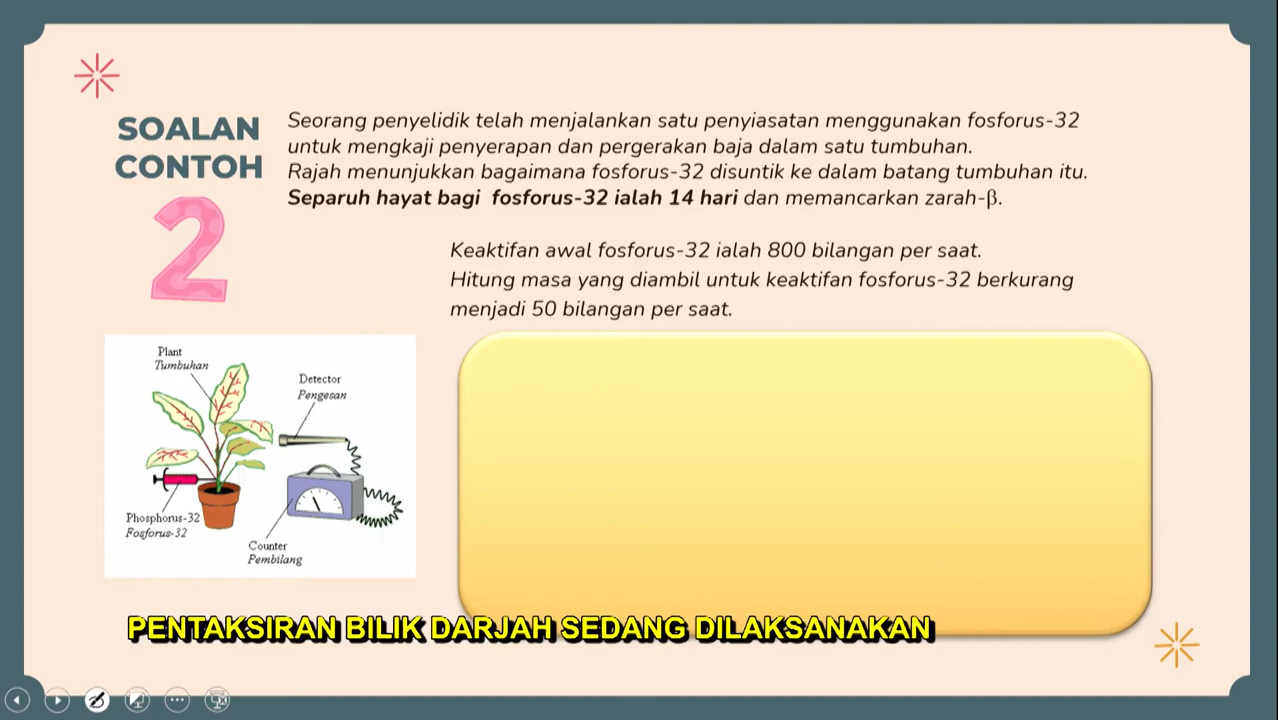 SOALAN
CONTOH
2
Seorang penyelidik telah menjalankan satu penyiasatan menggunakan fosforus-32
untuk mengkaji penyerapan dan pergerakan baja dalam satu tumbuhan.
Rajah menunjukkan bagaimana fosforus-32 disuntik ke dalam batang tumbuhan itu.
Separuh hayat bagi fosforus-32 ialah 14 hari dan memancarkan zarah-β.
Keaktifan awal fosforus-32 ialah 800 bilangan per saat.
Hitung masa yang diambil untuk keaktifan fosforus-32 berkurang
menjadi 50 bilangan per saat.
Plant
Tumbuhan
Detector
Pengesan
Phosphorus-32
Fosforus-32
Counter
Pembilang
PENTAKSIRAN BILIK DARJAH SEDANG DILAKSANAKAN